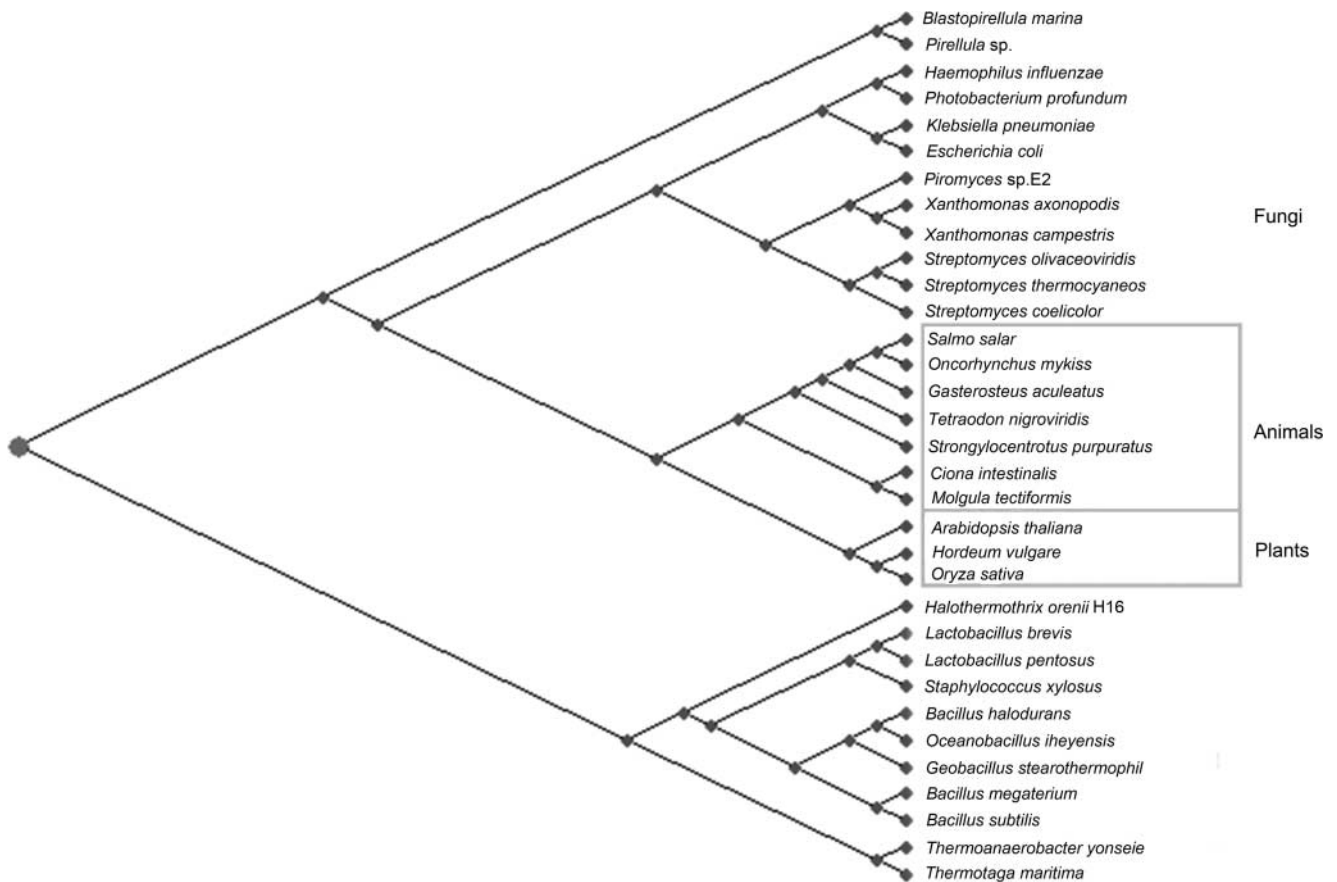 Blastopirellula marina
Pirellula sp.
Haemophilus influenzae
Photobacterium profundum
Klebsiella pneumoniae
Escherichia coli
Piromyces sp.E2
Xanthomonas axonopodis
Fungi
Xanthomonas campestris
Streptomyces olivaceoviridis
Streptomyces thermocyaneos
Streptomyces coelicolor
Salmo salar
Oncorhynchus mykiss
Gasterosteus aculeatus
Tetraodon nigroviridis
Animals
Strongylocentrotus purpuratus
Ciona intestinalis
Molgula tectiformis
Arabidopsis thaliana
Hordeum vulgare
Plants
Oryza sativa
Halothermothrix orenii H16
Lactobacillus brevis
Lactobacillus pentosus
Staphylococcus xylosus
Bacillus halodurans
Oceanobacillus iheyensis
Geobacillus stearothermophil
Bacillus megaterium
Bacillus subtilis
Thermoanaerobacter yonseie
Thermotaga maritima